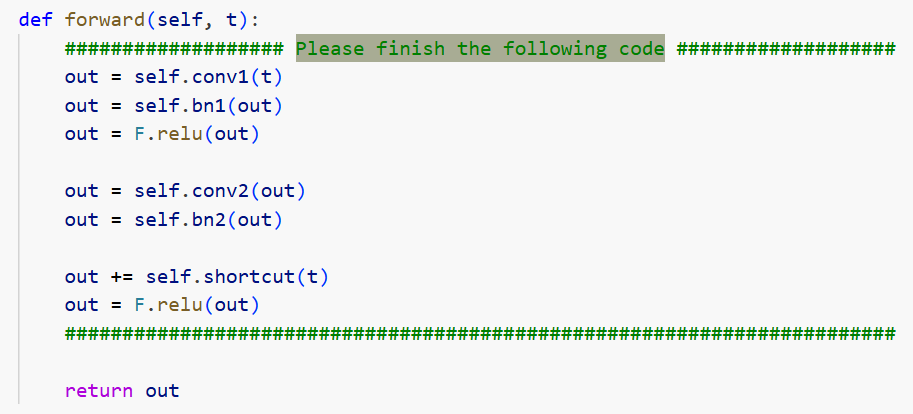 def forward(self, t):
################### Please finish the following code ###################
out = self.conv1(t)
out = self.bn1(out)
out = F.relu(out)
out = self.conv2(out)
out = self.bn2(out)
out += self.shortcut(t)
out = F.relu(out)
########################################################################
return out